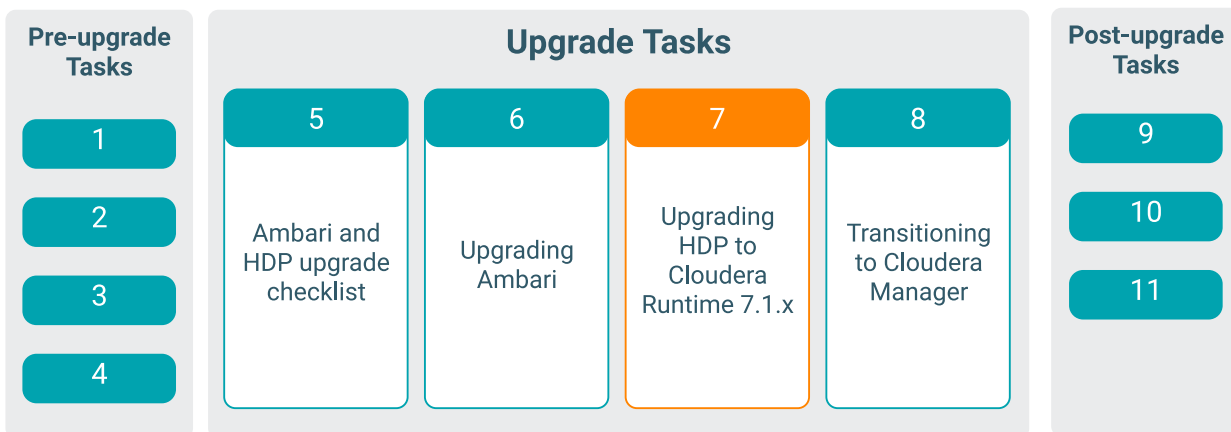 Pre-upgrade
Tasks
1
2
3
4
Upgrade Tasks
5
Ambari and
HDP upgrade
checklist
6
Upgrading
Ambari
7
Upgrading
HDP to
Cloudera
Runtime 7.1.x
8
Transitioning
to Cloudera
Manager
Post-upgrade
Tasks
9
10
11